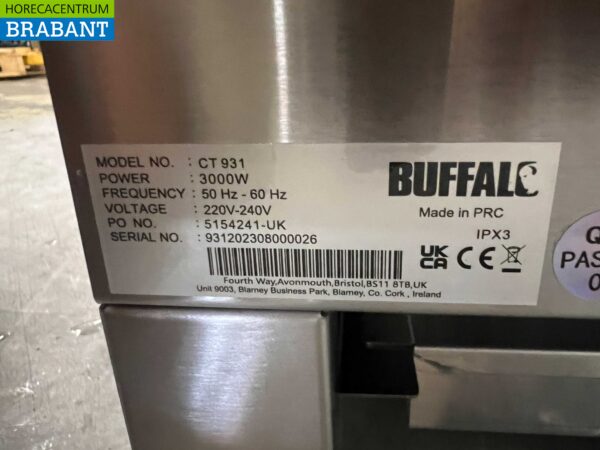 HORECACENTRUM
BRABANT
MODEL NO. : CT 931
POWER : 3000W
FREQUENCY : 50 Hz - 60 Hz
VOLTAGE : 220V-240V
PO NO. : 5154241-UK
SERIAL NO. : 931202308000026
BUFFALO
Made in PRC
IPX3
UK
CA
CE
Fourth Way,Avonmouth,Bristol,BS11 8TB,UK
Unit 9003, Blarney Business Park, Blarney, Co. Cork , Ireland